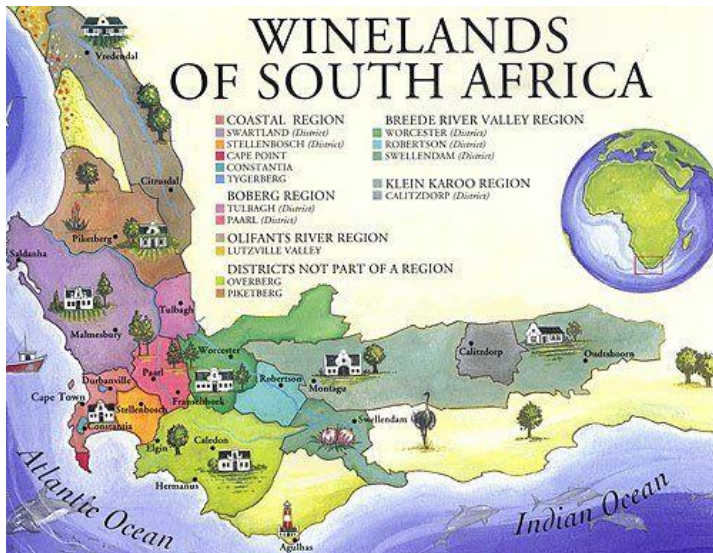 WINELANDS
OF SOUTH AFRICA
COASTAL REGION
SWARTLAND (District)
STELLENBOSCH (District)
CAPE POINT
CONSTANTIA
TYGERBERG
BOBERG REGION
TULBAGH (District)
PAARL (District)
OLIFANTS RIVER REGION
LUTZVILLE VALLEY
DISTRICTS NOT PART OF A REGION
OVERBERG
PIKETBERG
BREEDE RIVER VALLEY REGION
WORCESTER (District)
ROBERTSON (District)
SWELLENDAM (District)
KLEIN KAROO REGION
CALITZDORP (District)
Vredendal
Citrusdal
Piketberg
Saldanha
Tulbagh
Malmesbury
Worcester
Calitzdorp
Oudtshoorn
Paarl
Durbanville
Robertson
Montagu
Cape Town
Franschhoek
Stellenbosch
Constantia
Swellendam
Elgin
Caledon
Hermanus
Agulhas
Atlantic Ocean
Indian Ocean